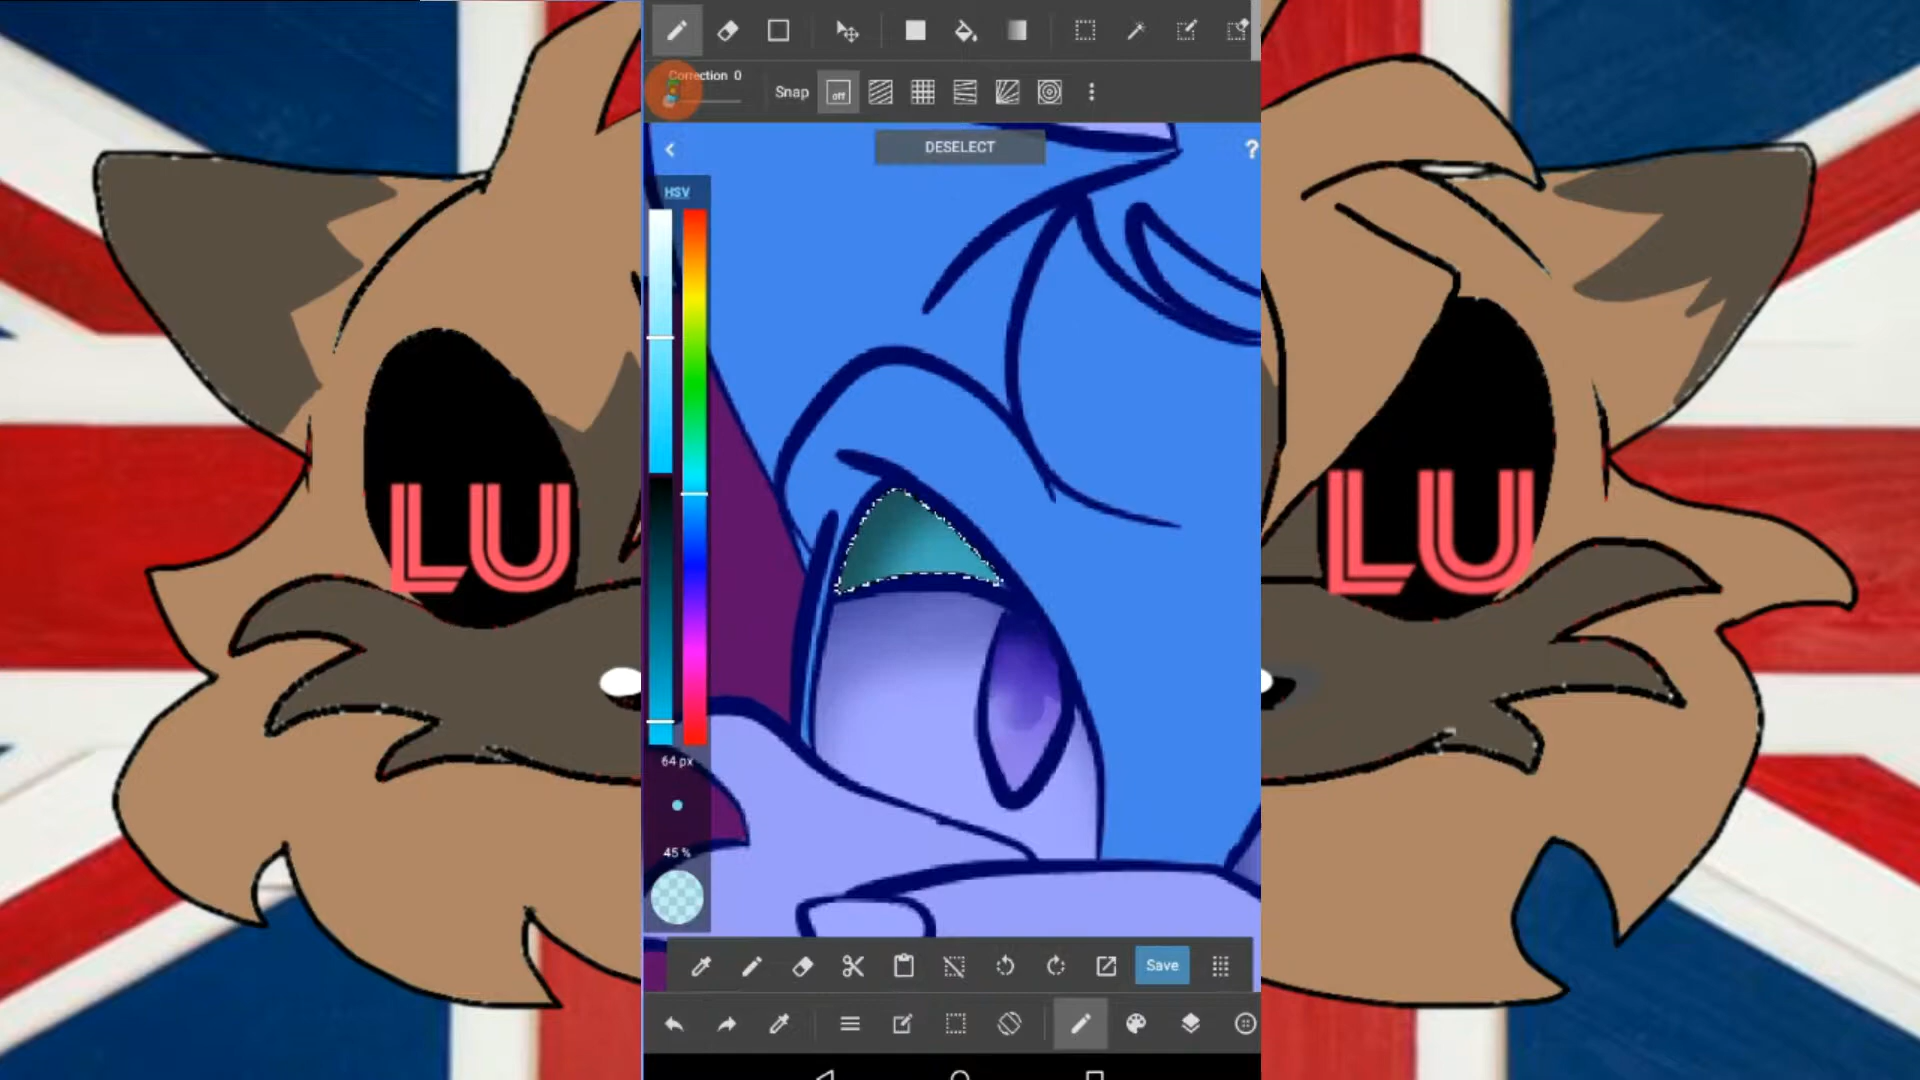 Correction 0
Snap
off
DESELECT
?
HSV
LU
LU
64 px
45 %
Save